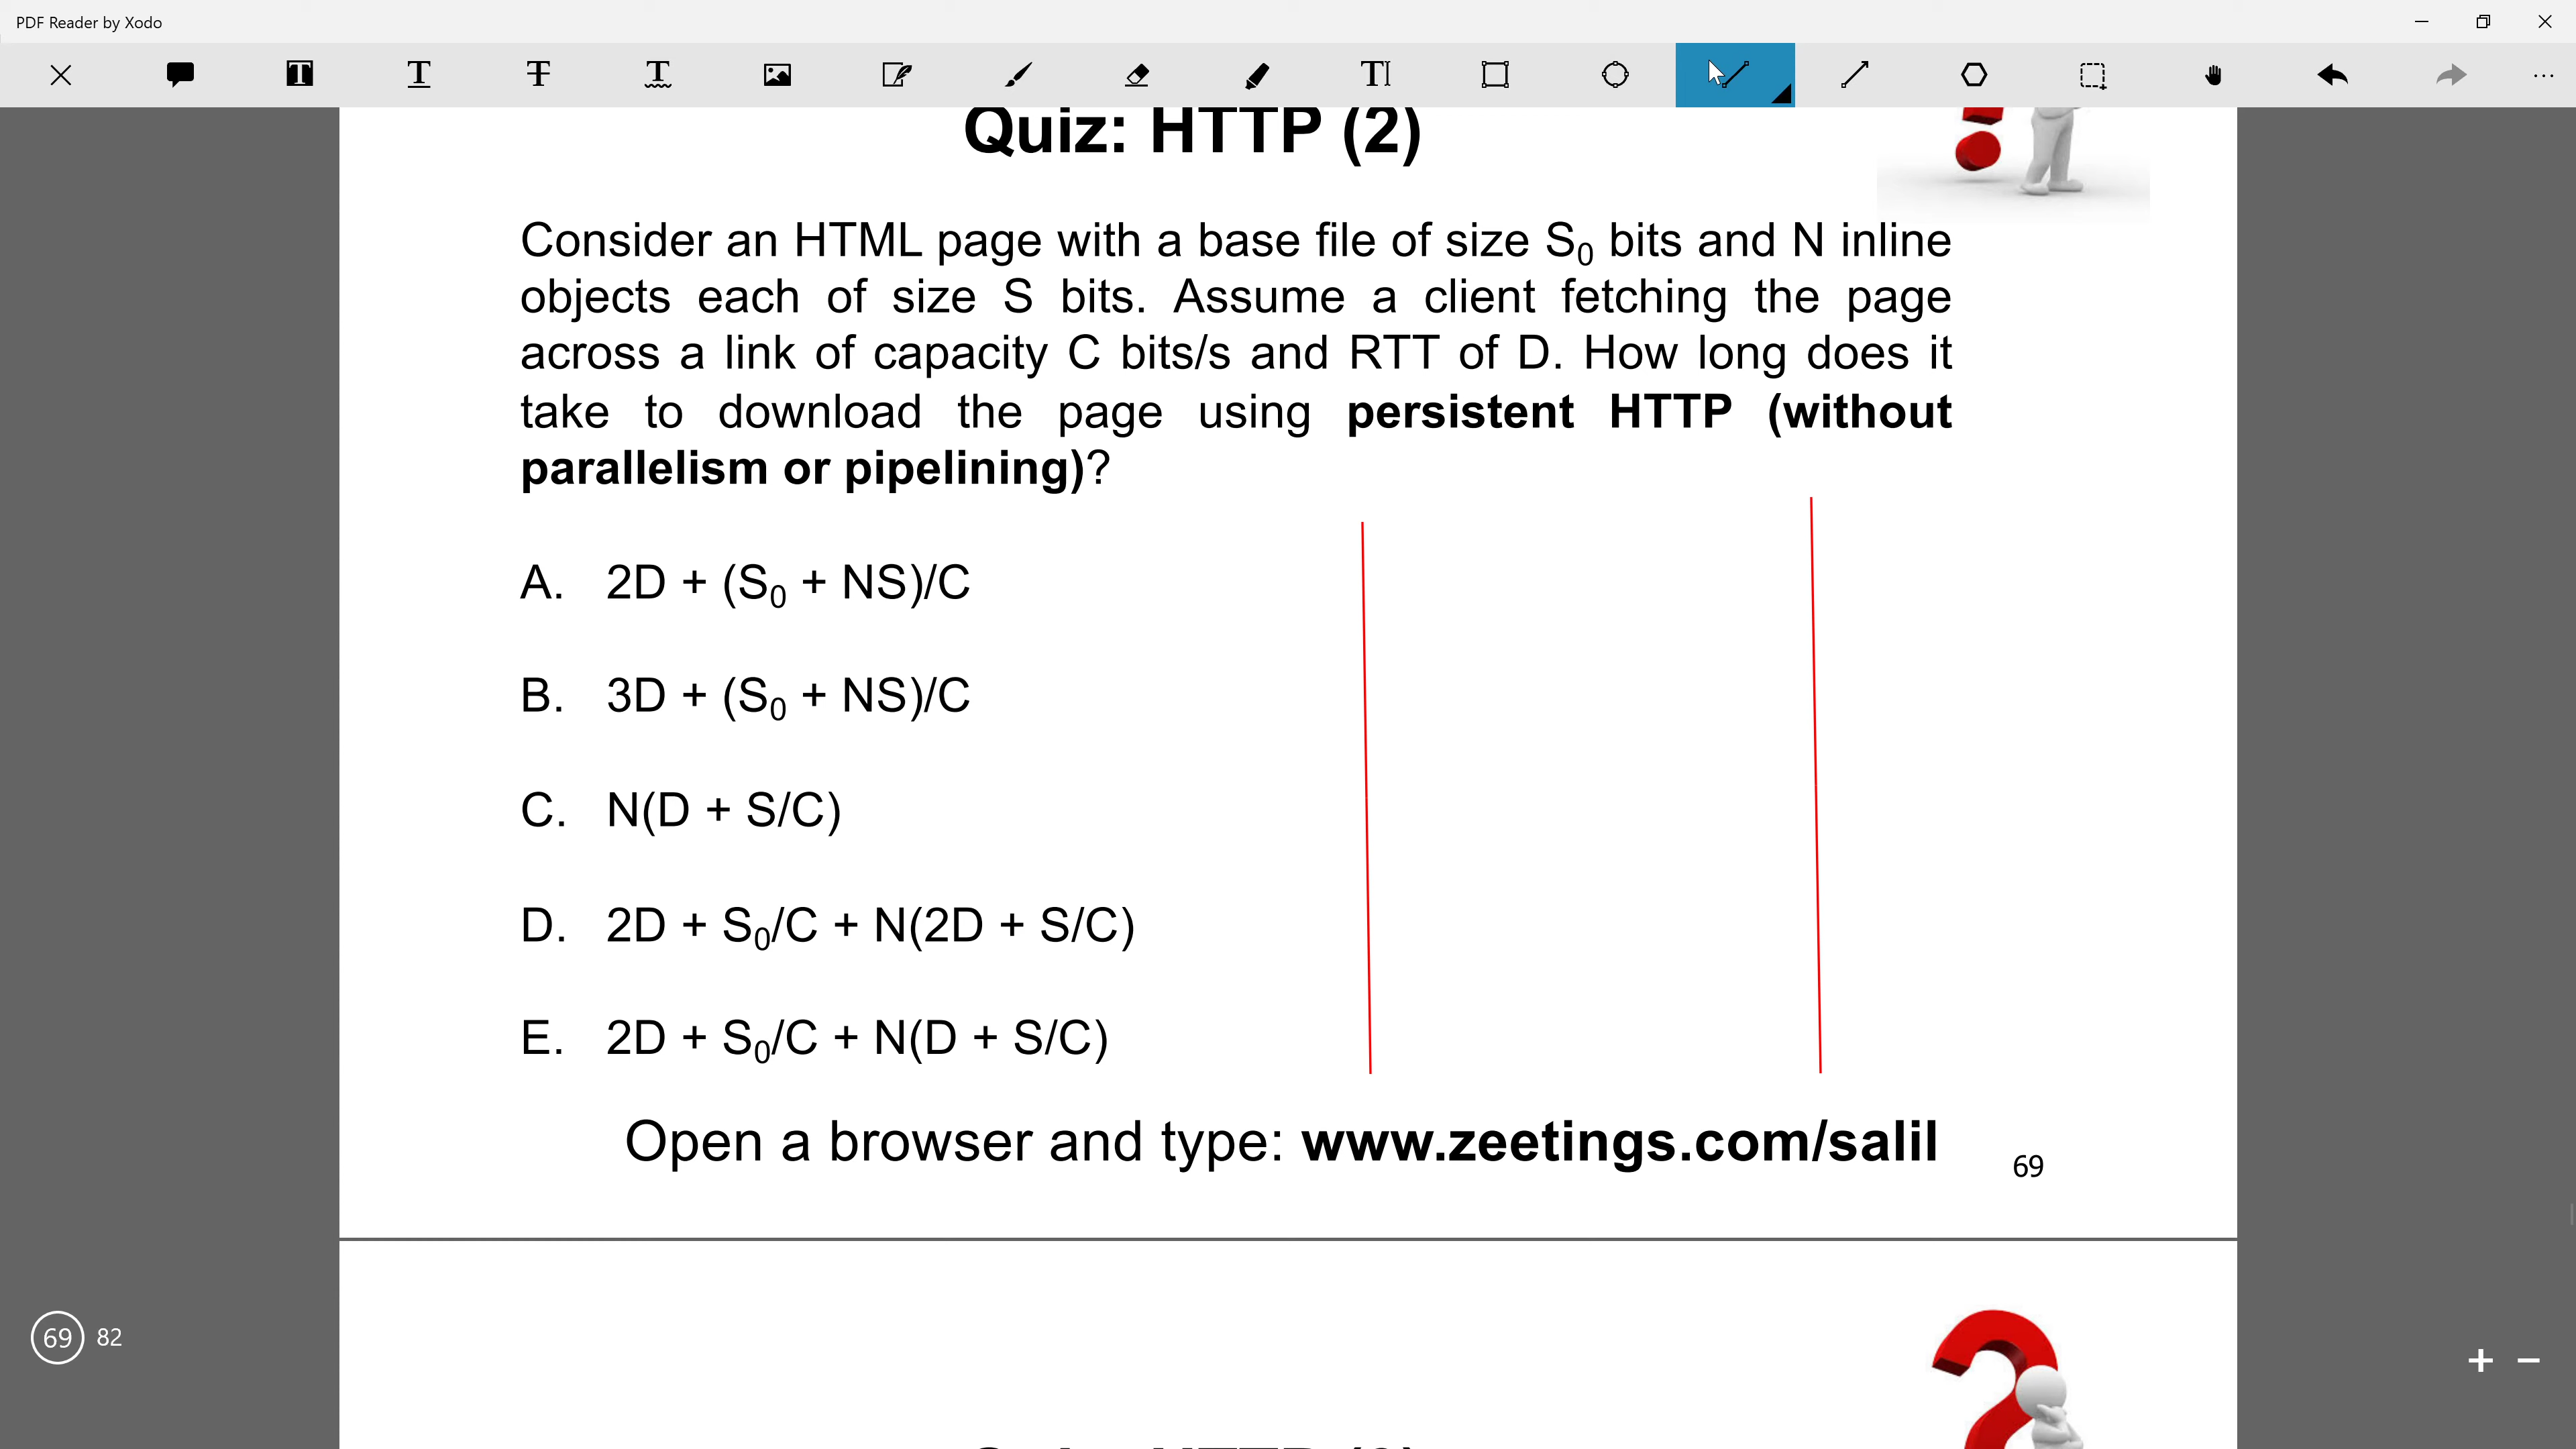 PDF Reader by Xodo
Quiz: HTTP (2)
Consider an HTML page with a base file of size S₀ bits and N inline
objects each of size S bits. Assume a client fetching the page
across a link of capacity C bits/s and RTT of D. How long does it
take to download the page using persistent HTTP (without
parallelism or pipelining)?
A. 2D + (S₀ + NS)/C
B. 3D + (S₀ + NS)/C
C. N(D + S/C)
D. 2D + S₀/C + N(2D + S/C)
E. 2D + S₀/C + N(D + S/C)
Open a browser and type: www.zeetings.com/salil
69
69 82